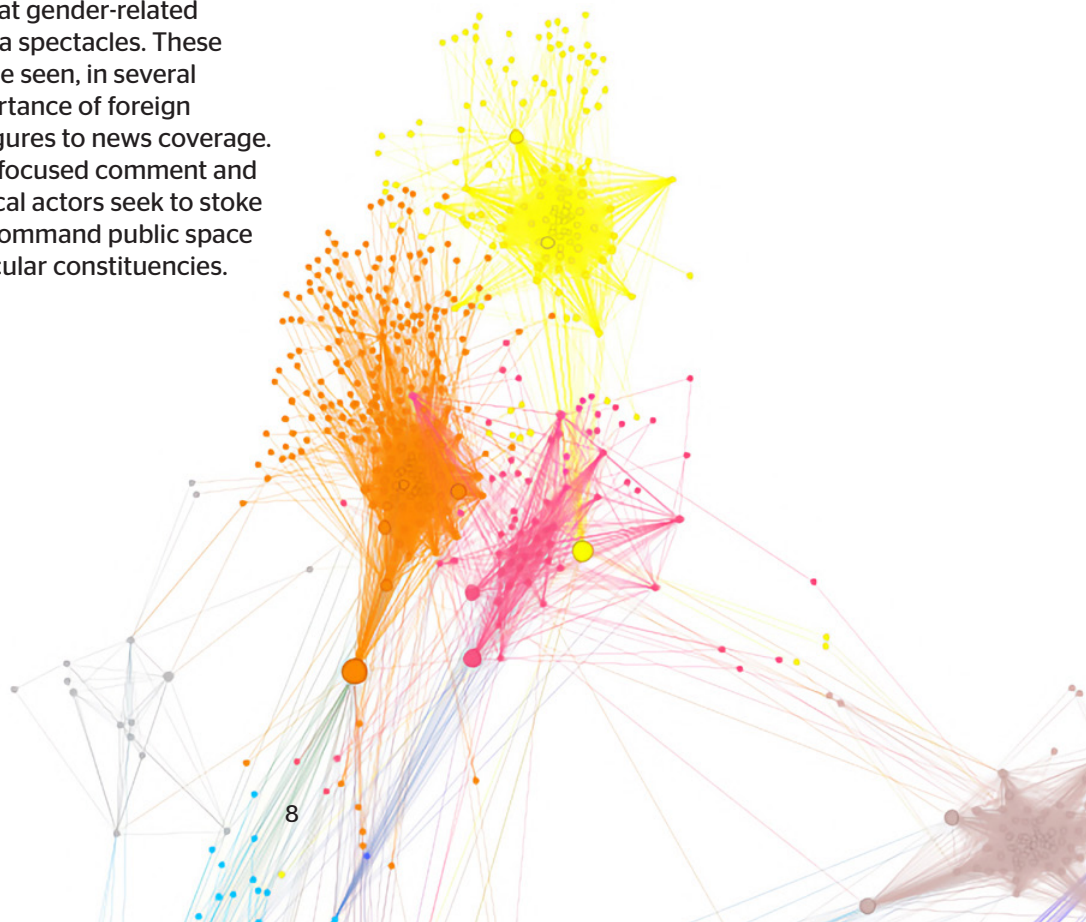 at gender-related
a spectacles. These
e seen, in several
rtance of foreign
gures to news coverage.
focused comment and
cal actors seek to stoke
ommand public space
cular constituencies.
8